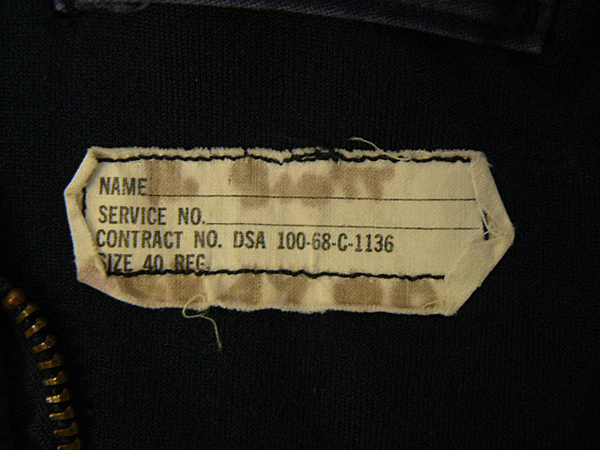 NAME
SERVICE NO.
CONTRACT NO. DSA 100-68-C-1136
SIZE 40 REG.